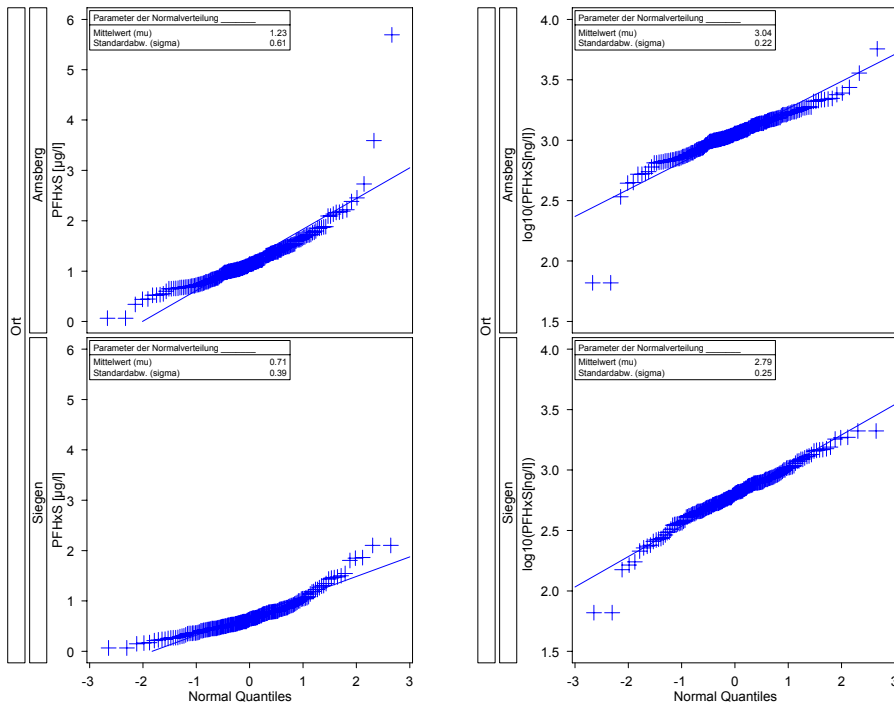 Parameter der Normalverteilung
Mittelwert (mu) 1.23
Standardabw. (sigma) 0.61
6
5
4
3
2
1
0
PFHxS [µg/l]
Arnsberg
Parameter der Normalverteilung
Mittelwert (mu) 0.71
Standardabw. (sigma) 0.39
6
5
4
3
2
1
0
PFHxS [µg/l]
Siegen
Ort
-3 -2 -1 0 1 2 3
Normal Quantiles
Parameter der Normalverteilung
Mittelwert (mu) 3.04
Standardabw. (sigma) 0.22
4.0
3.5
3.0
2.5
2.0
1.5
log10(PFHxS[ng/l])
Arnsberg
Parameter der Normalverteilung
Mittelwert (mu) 2.79
Standardabw. (sigma) 0.25
4.0
3.5
3.0
2.5
2.0
1.5
log10(PFHxS[ng/l])
Siegen
Ort
-3 -2 -1 0 1 2 3
Normal Quantiles